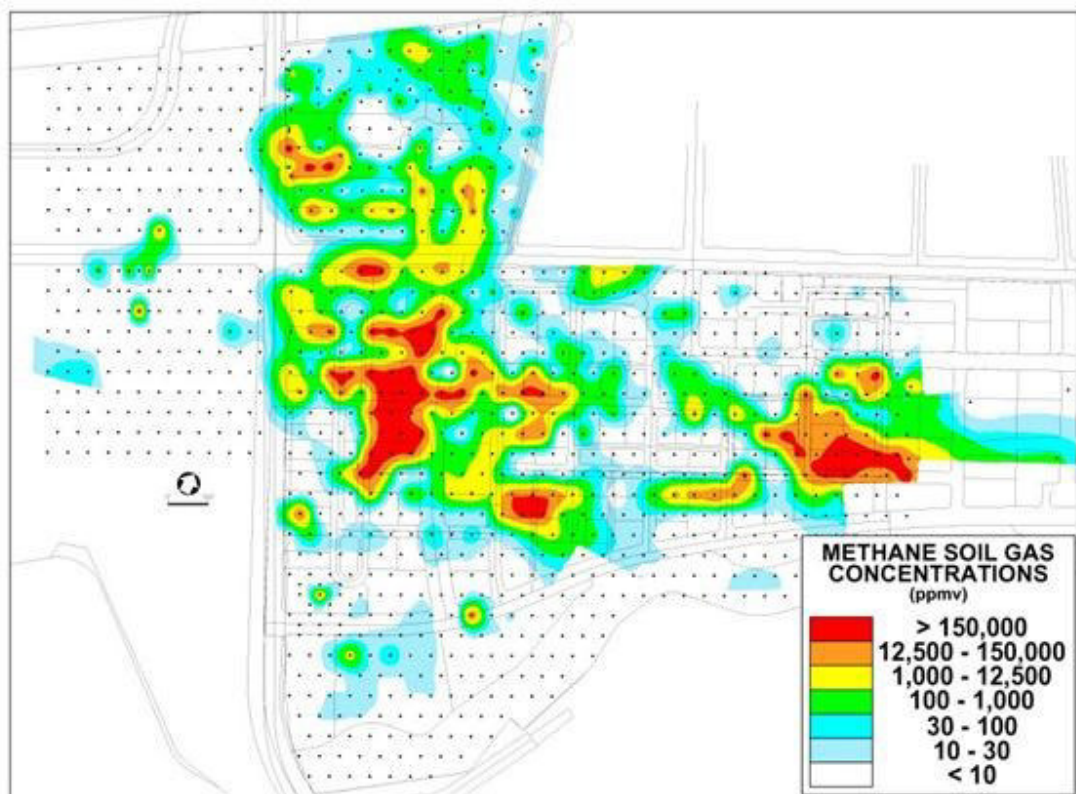 METHANE SOIL GAS
CONCENTRATIONS
(ppmv)
> 150,000
12,500 - 150,000
1,000 - 12,500
100 - 1,000
30 - 100
10 - 30
< 10